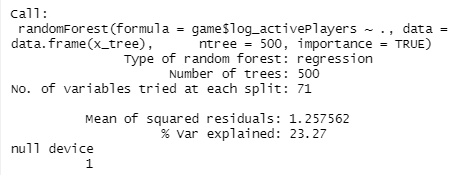 Call:
randomForest(formula = game$log_activePlayers ~ ., data =
data.frame(x_tree),      ntree = 500, importance = TRUE)
Type of random forest: regression
Number of trees: 500
No. of variables tried at each split: 71
Mean of squared residuals: 1.257562
% Var explained: 23.27
null device
1